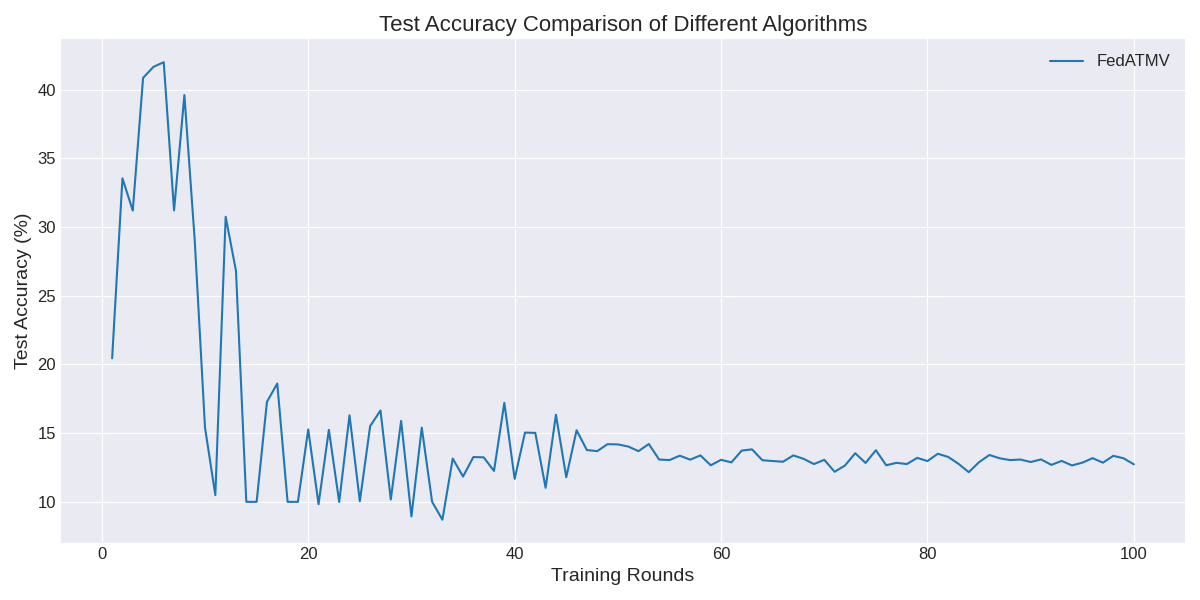 Test Accuracy Comparison of Different Algorithms
FedATMV
Test Accuracy (%)
40
35
30
25
20
15
10
0 20 40 60 80 100
Training Rounds